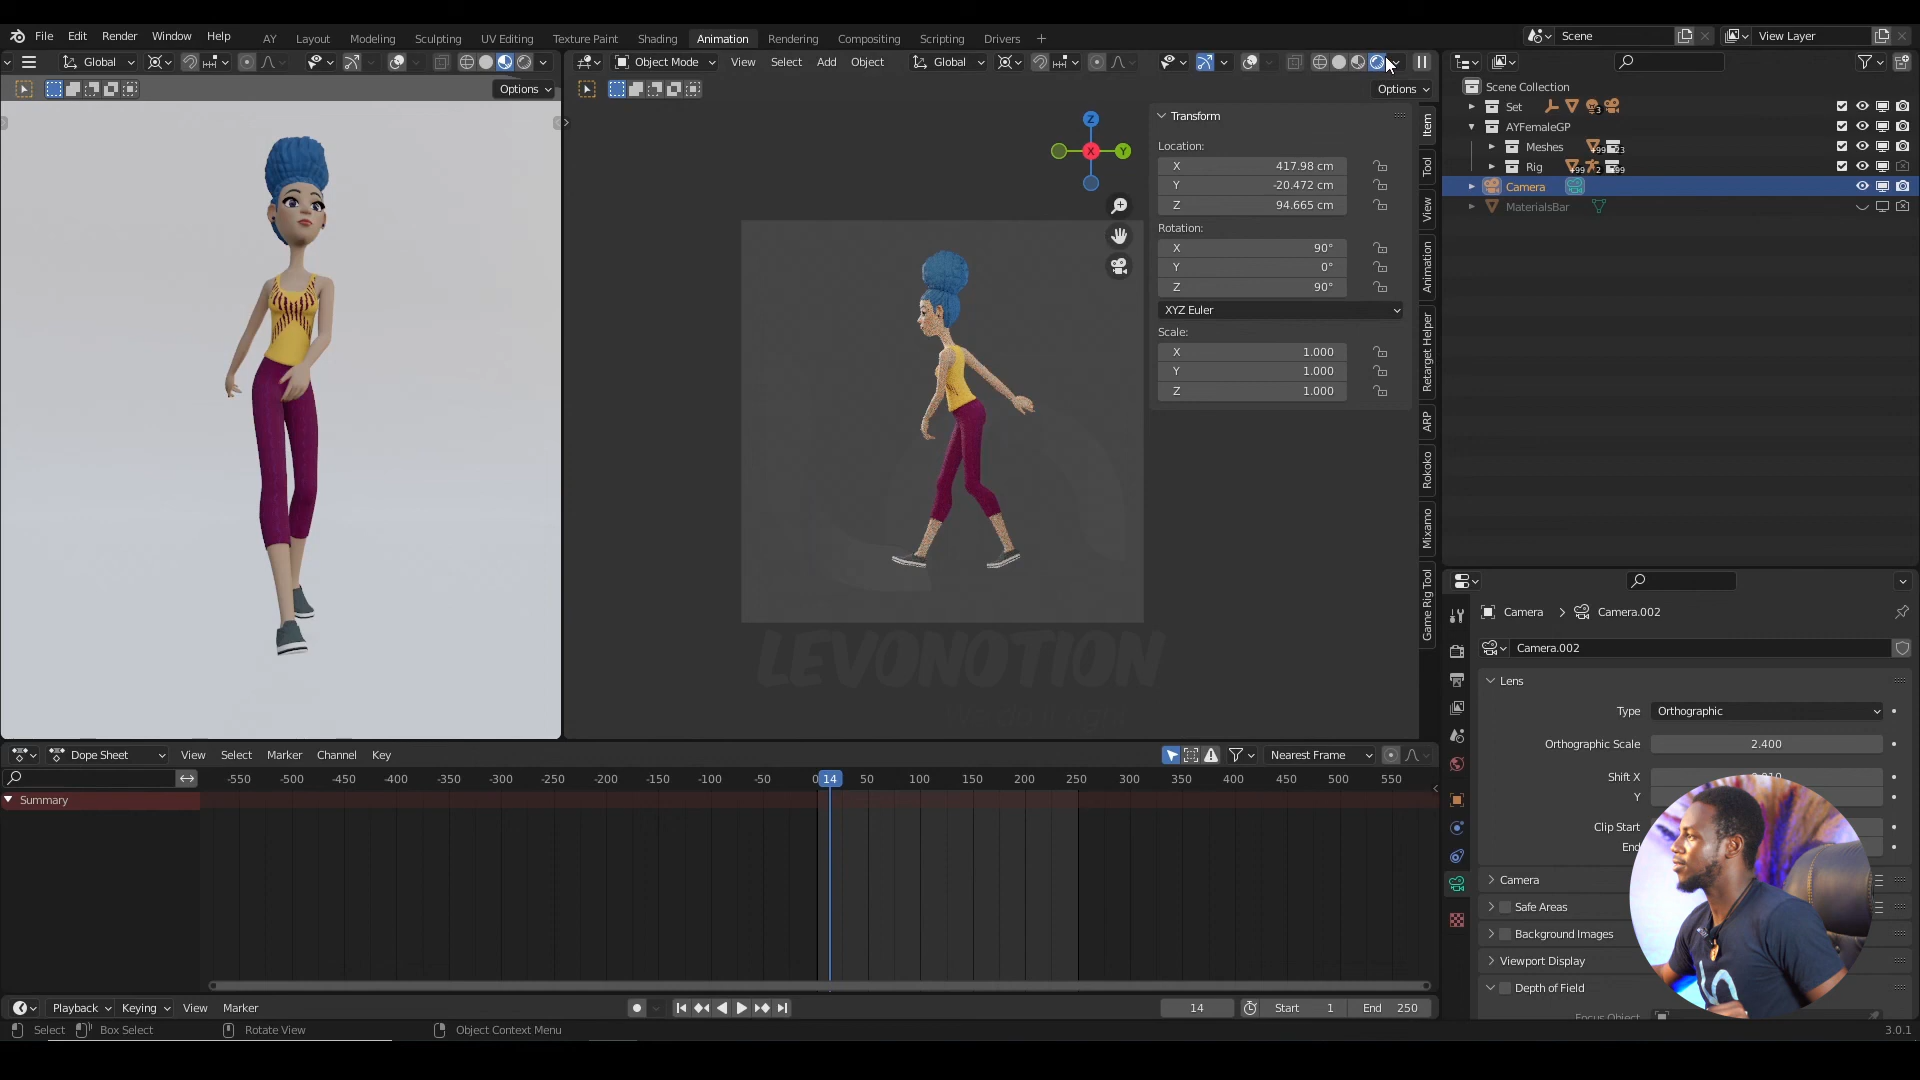 File Edit Render Window Help AY Layout Modeling Sculpting UV Editing Texture Paint Shading Animation Rendering Compositing Scripting Drivers + Scene View Layer
Global Object Mode View Select Add Object Global
Options Options
Scene Collection
Set 3
AYFemaleGP
Meshes +99 23
Rig +99 2 99
Camera
MaterialsBar
Z
X
Y
Transform
Location:
X 417.98 cm
Y -20.472 cm
Z 94.665 cm
Rotation:
X 90°
Y 0°
Z 90°
XYZ Euler
Scale:
X 1.000
Y 1.000
Z 1.000
Item
Tool
View
Animation
Retarget Helper
ARP
Rokoko
Mixamo
Game Rig Tool
LEVONOTION
Camera > Camera.002
Camera.002
Lens
Type Orthographic
Orthographic Scale 2.400
Shift X
Y
Clip Start
End
Camera
Safe Areas
Background Images
Viewport Display
Depth of Field
Focus Object
Dope Sheet View Select Marker Channel Key Nearest Frame
-550 -500 -450 -400 -350 -300 -250 -200 -150 -100 -50 0 14 50 100 150 200 250 300 350 400 450 500 550
Summary
Playback Keying View Marker 14 Start 1 End 250
Select Box Select Rotate View Object Context Menu 3.0.1